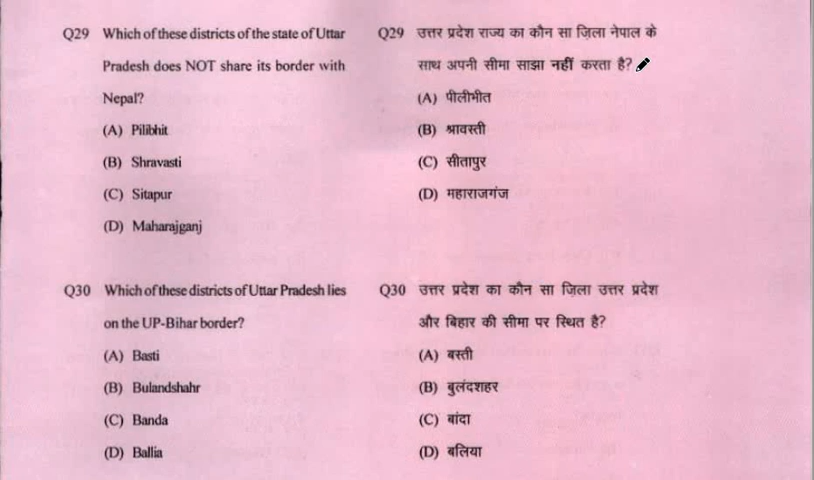 Q29 Which of these districts of the state of Uttar
Pradesh does NOT share its border with
Nepal?
(A) Pilibhit
(B) Shravasti
(C) Sitapur
(D) Maharajganj
Q30 Which of these districts of Uttar Pradesh lies
on the UP-Bihar border?
(A) Basti
(B) Bulandshahr
(C) Banda
(D) Ballia
Q29 उत्तर प्रदेश राज्य का कौन सा ज़िला नेपाल के
साथ अपनी सीमा साझा नहीं करता है?
(A) पीलीभीत
(B) श्रावस्ती
(C) सीतापुर
(D) महाराजगंज
Q30 उत्तर प्रदेश का कौन सा ज़िला उत्तर प्रदेश
और बिहार की सीमा पर स्थित है?
(A) बस्ती
(B) बुलंदशहर
(C) बांदा
(D) बलिया